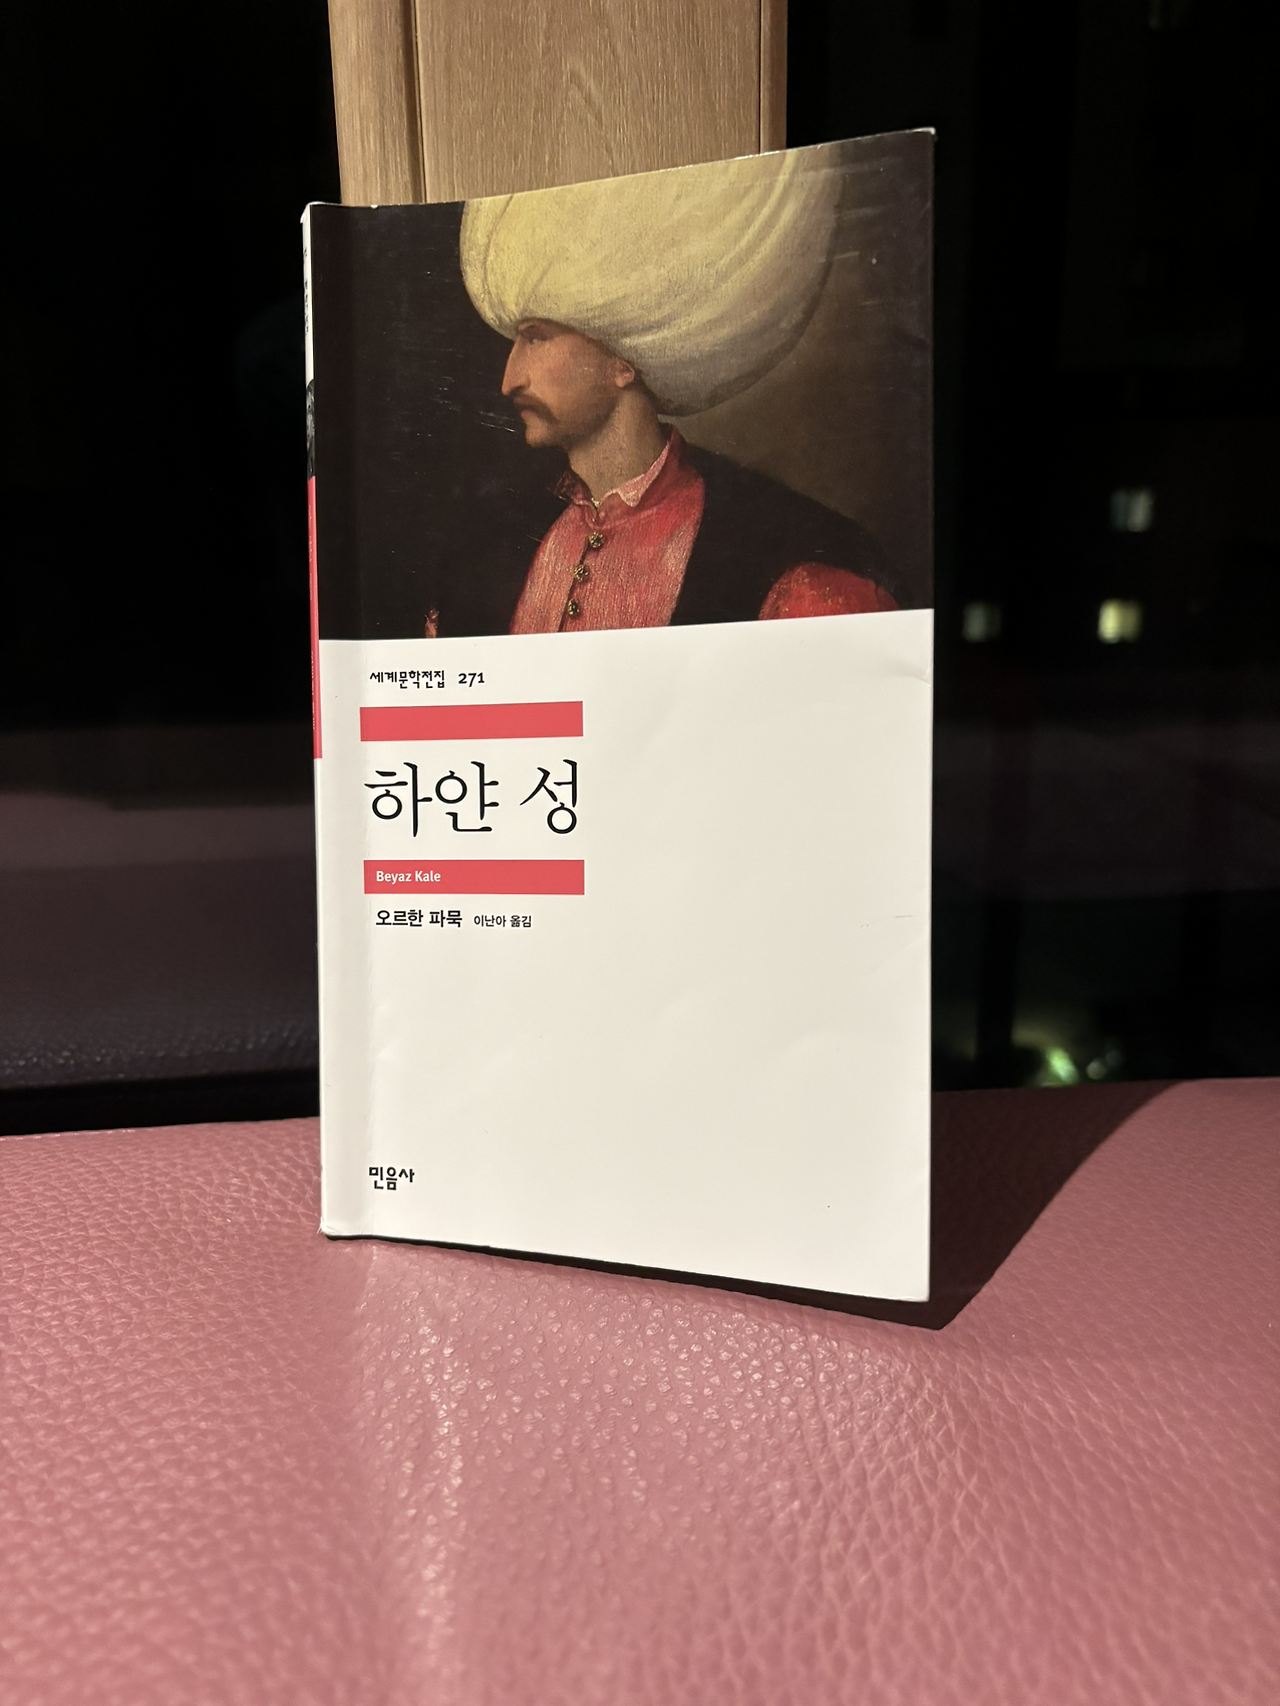 세계문학전집 271
하얀 성
Beyaz Kale
오르한 파묵 이난아 옮김
민음사